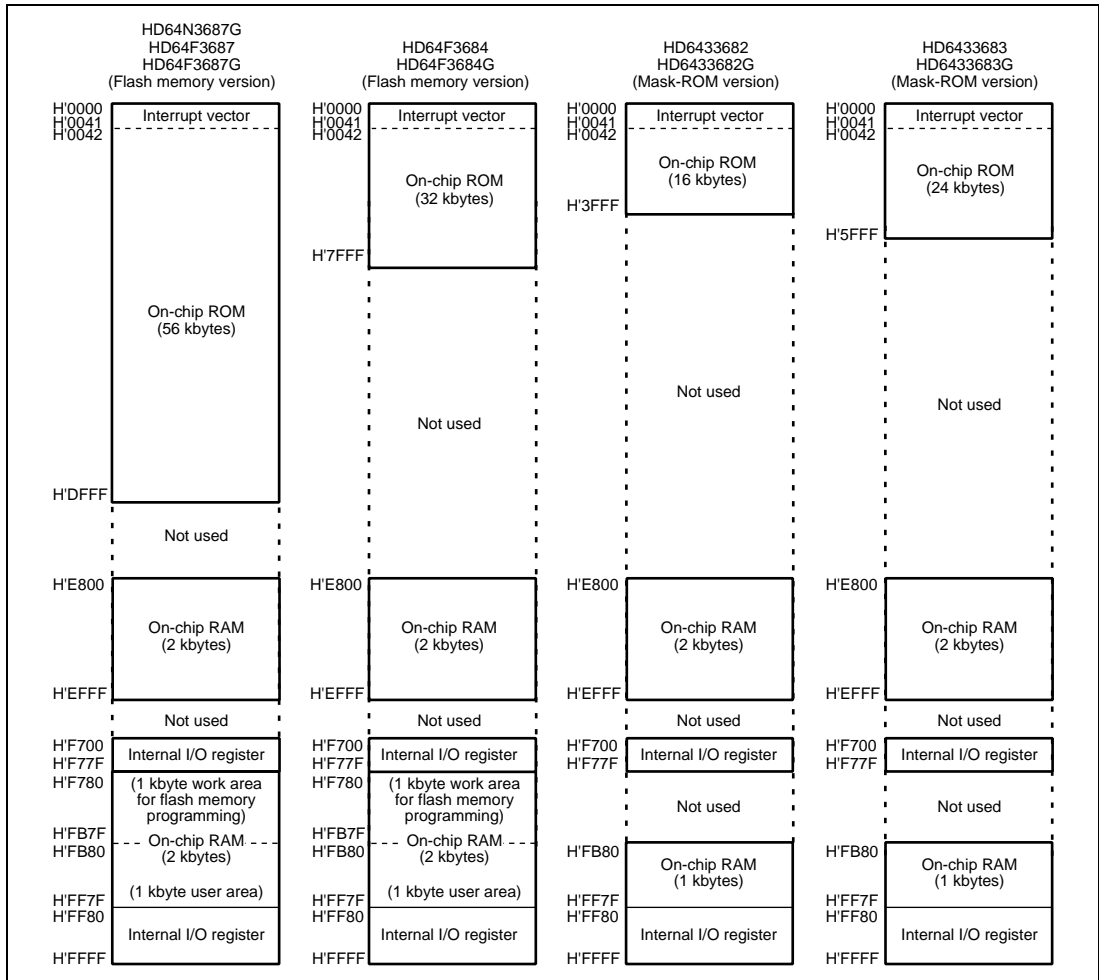 HD64N3687G
HD64F3687
HD64F3687G
(Flash memory version)
H'0000
H'0041
H'0042
Interrupt vector
On-chip ROM
(56 kbytes)
H'DFFF
Not used
H'E800
On-chip RAM
(2 kbytes)
H'EFFF
Not used
H'F700
H'F77F
Internal I/O register
H'F780
(1 kbyte work area
for flash memory
programming)
H'FB7F
H'FB80
On-chip RAM
(2 kbytes)
(1 kbyte user area)
H'FF7F
H'FF80
Internal I/O register
H'FFFF
HD64F3684
HD64F3684G
(Flash memory version)
H'0000
H'0041
H'0042
Interrupt vector
On-chip ROM
(32 kbytes)
H'7FFF
Not used
H'E800
On-chip RAM
(2 kbytes)
H'EFFF
Not used
H'F700
H'F77F
Internal I/O register
H'F780
(1 kbyte work area
for flash memory
programming)
H'FB7F
H'FB80
On-chip RAM
(2 kbytes)
(1 kbyte user area)
H'FF7F
H'FF80
Internal I/O register
H'FFFF
HD6433682
HD6433682G
(Mask-ROM version)
H'0000
H'0041
H'0042
Interrupt vector
On-chip ROM
(16 kbytes)
H'3FFF
Not used
H'E800
On-chip RAM
(2 kbytes)
H'EFFF
Not used
H'F700
H'F77F
Internal I/O register
Not used
H'FB80
On-chip RAM
(1 kbytes)
H'FF7F
H'FF80
Internal I/O register
H'FFFF
HD6433683
HD6433683G
(Mask-ROM version)
H'0000
H'0041
H'0042
Interrupt vector
On-chip ROM
(24 kbytes)
H'5FFF
Not used
H'E800
On-chip RAM
(2 kbytes)
H'EFFF
Not used
H'F700
H'F77F
Internal I/O register
Not used
H'FB80
On-chip RAM
(1 kbytes)
H'FF7F
H'FF80
Internal I/O register
H'FFFF